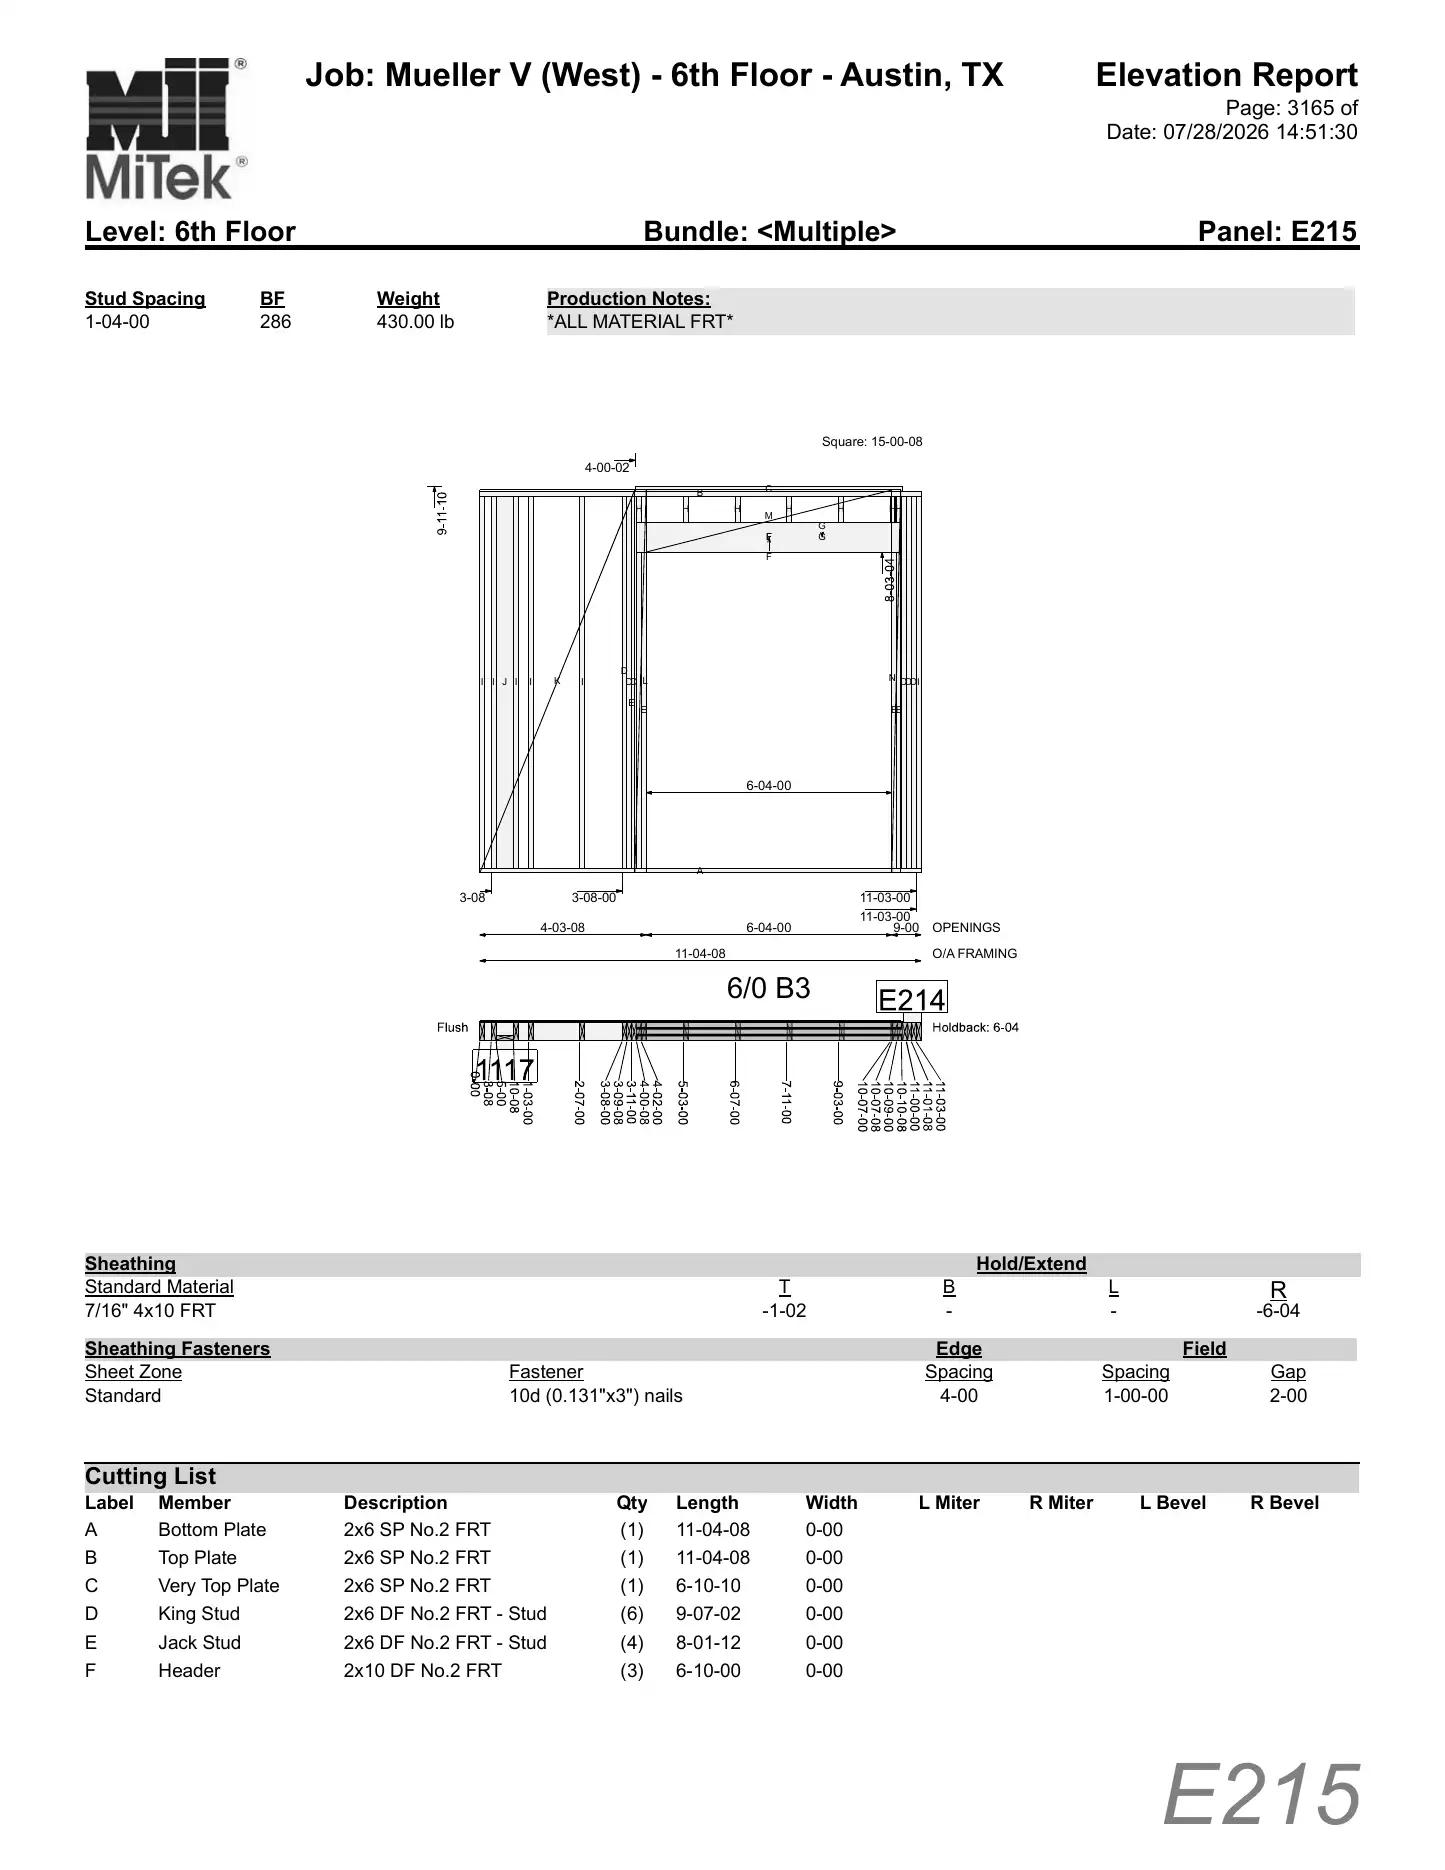 Job: Mueller V (West) - 6th Floor - Austin, TX
Elevation Report
Page: 3165 of
Date: 07/28/2026 14:51:30
MiTek
Level: 6th Floor Bundle: <Multiple> Panel: E215
Stud Spacing BF Weight Production Notes:
1-04-00 286 430.00 lb *ALL MATERIAL FRT*
Square: 15-00-08
4-00-02
9-11-10
C
B
H H H H H H
M
G
F G
F
8-03-04
D
I I J I I K I D D L N D D D I
E
E E E
6-04-00
A
3-08 3-08-00 11-03-00
11-03-00
4-03-08 6-04-00 9-00 OPENINGS
11-04-08 O/A FRAMING
6/0 B3
E214
Flush Holdback: 6-04
1117
0-00 3-08 5-00 10-08 1-03-00 2-07-00 3-08-00 3-09-08 3-11-00 4-00-08 4-02-00 5-03-00 6-07-00 7-11-00 9-03-00 10-07-00 10-07-08 10-09-00 10-10-08 11-00-00 11-01-08 11-03-00
Sheathing Hold/Extend
Standard Material T B L R
7/16" 4x10 FRT -1-02 - - -6-04
Sheathing Fasteners Edge Field
Sheet Zone Fastener Spacing Spacing Gap
Standard 10d (0.131"x3") nails 4-00 1-00-00 2-00
Cutting List
Label Member Description Qty Length Width L Miter R Miter L Bevel R Bevel
A Bottom Plate 2x6 SP No.2 FRT (1) 11-04-08 0-00
B Top Plate 2x6 SP No.2 FRT (1) 11-04-08 0-00
C Very Top Plate 2x6 SP No.2 FRT (1) 6-10-10 0-00
D King Stud 2x6 DF No.2 FRT - Stud (6) 9-07-02 0-00
E Jack Stud 2x6 DF No.2 FRT - Stud (4) 8-01-12 0-00
F Header 2x10 DF No.2 FRT (3) 6-10-00 0-00
E215